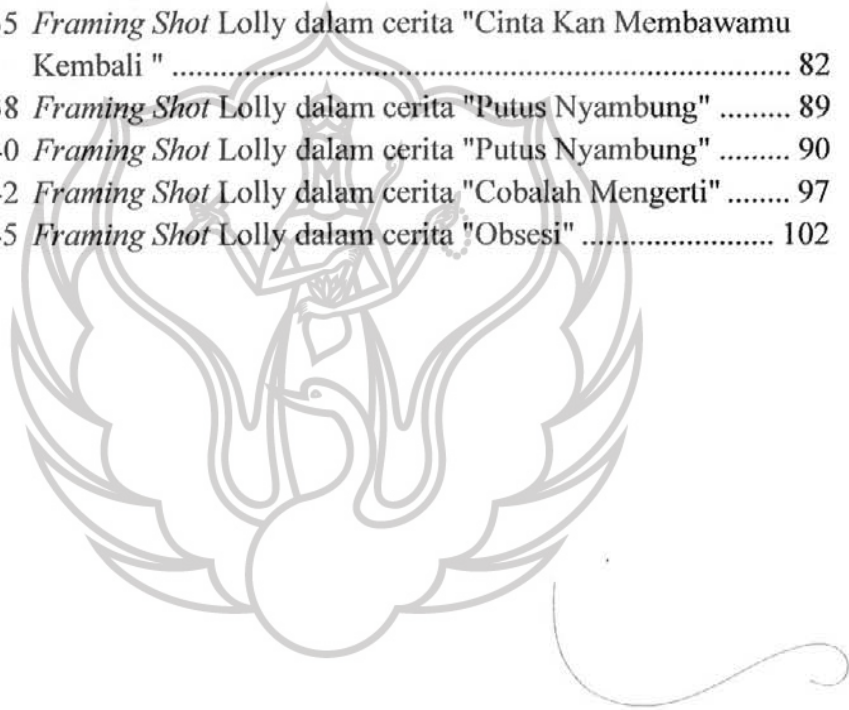 5 Framing Shot Lolly dalam cerita "Cinta Kan Membawamu
Kembali " ........................................................................ 82
8 Framing Shot Lolly dalam cerita "Putus Nyambung" ......... 89
0 Framing Shot Lolly dalam cerita "Putus Nyambung" ......... 90
2 Framing Shot Lolly dalam cerita "Cobalah Mengerti" ........ 97
5 Framing Shot Lolly dalam cerita "Obsesi" ...................... 102